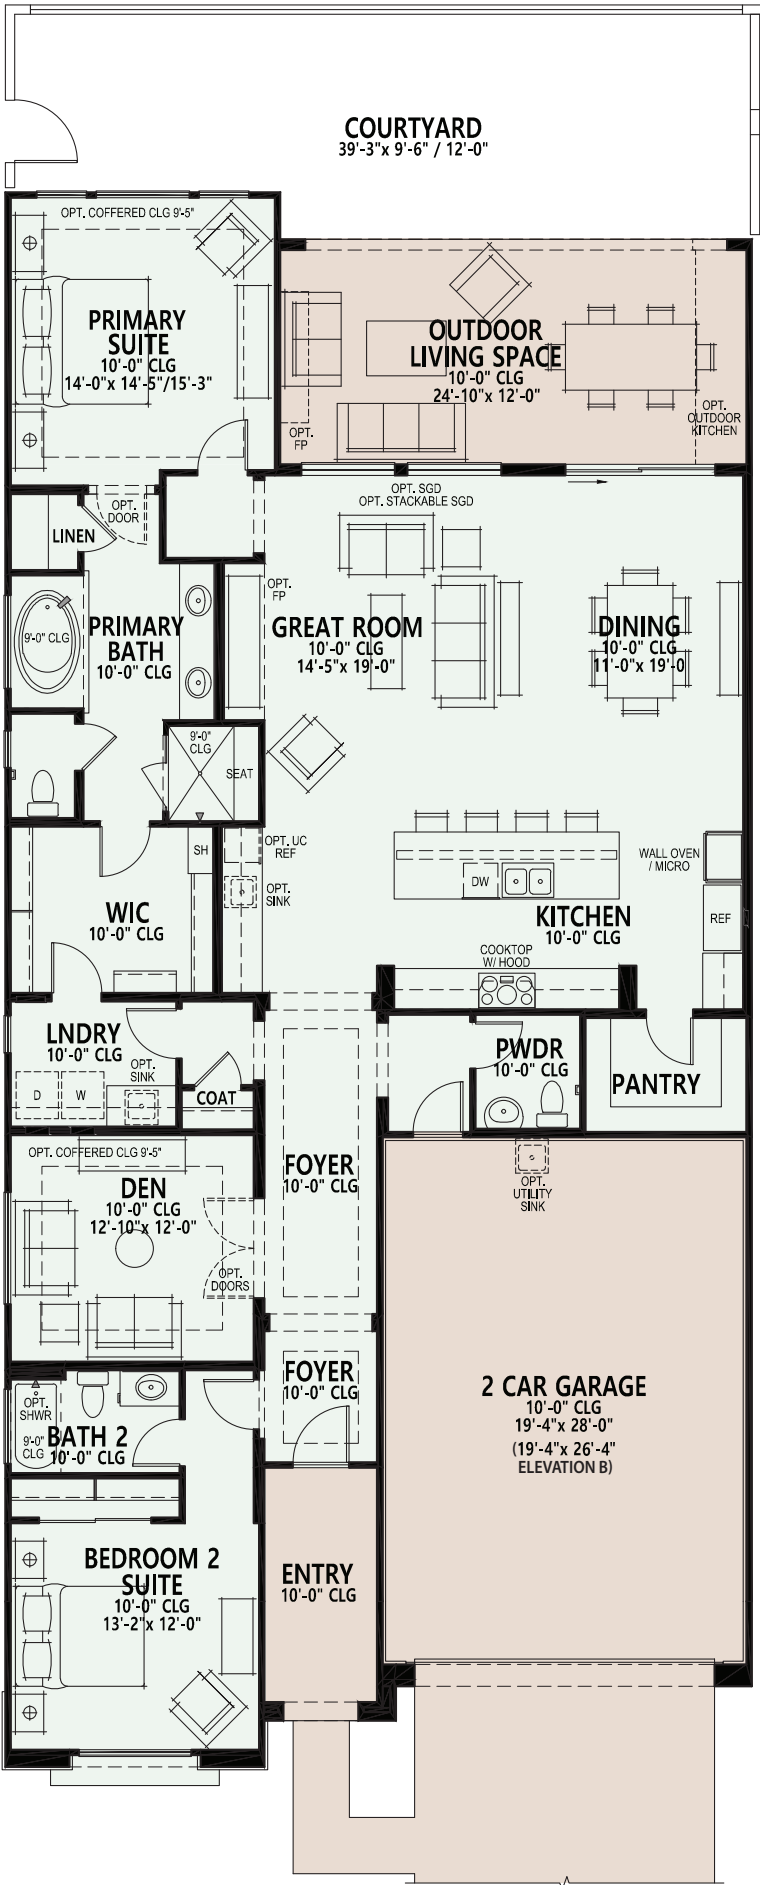 COURTYARD
39'-3"x 9'-6" / 12'-0"
OPT. COFFERED CLG 9'-5"
PRIMARY
SUITE
10'-0" CLG
14'-0"x 14'-5"/15'-3"
OUTDOOR
LIVING SPACE
10'-0" CLG
24'-10"x 12'-0"
OPT.
FP
OPT.
OUTDOOR
KITCHEN
OPT. SGD
OPT. STACKABLE SGD
OPT.
DOOR
LINEN
9'-0" CLG
PRIMARY
BATH
10'-0" CLG
OPT.
FP
GREAT ROOM
10'-0" CLG
14'-5"x 19'-0"
DINING
10'-0" CLG
11'-0"x 19'-0
9'-0"
CLG
SEAT
SH
OPT. UC
REF
OPT.
SINK
WIC
10'-0" CLG
DW
WALL OVEN
/ MICRO
REF
KITCHEN
10'-0" CLG
COOKTOP
W/ HOOD
LNDRY
10'-0" CLG
OPT.
SINK
D
W
COAT
PWDR
10'-0" CLG
PANTRY
OPT. COFFERED CLG 9'-5"
DEN
10'-0" CLG
12'-10"x 12'-0"
OPT.
DOORS
FOYER
10'-0" CLG
OPT.
UTILITY
SINK
FOYER
10'-0" CLG
2 CAR GARAGE
10'-0" CLG
19'-4"x 28'-0"
(19'-4"x 26'-4"
ELEVATION B)
OPT.
SHWR
9'-0"
CLG
BATH 2
10'-0" CLG
BEDROOM 2
SUITE
10'-0" CLG
13'-2"x 12'-0"
ENTRY
10'-0" CLG